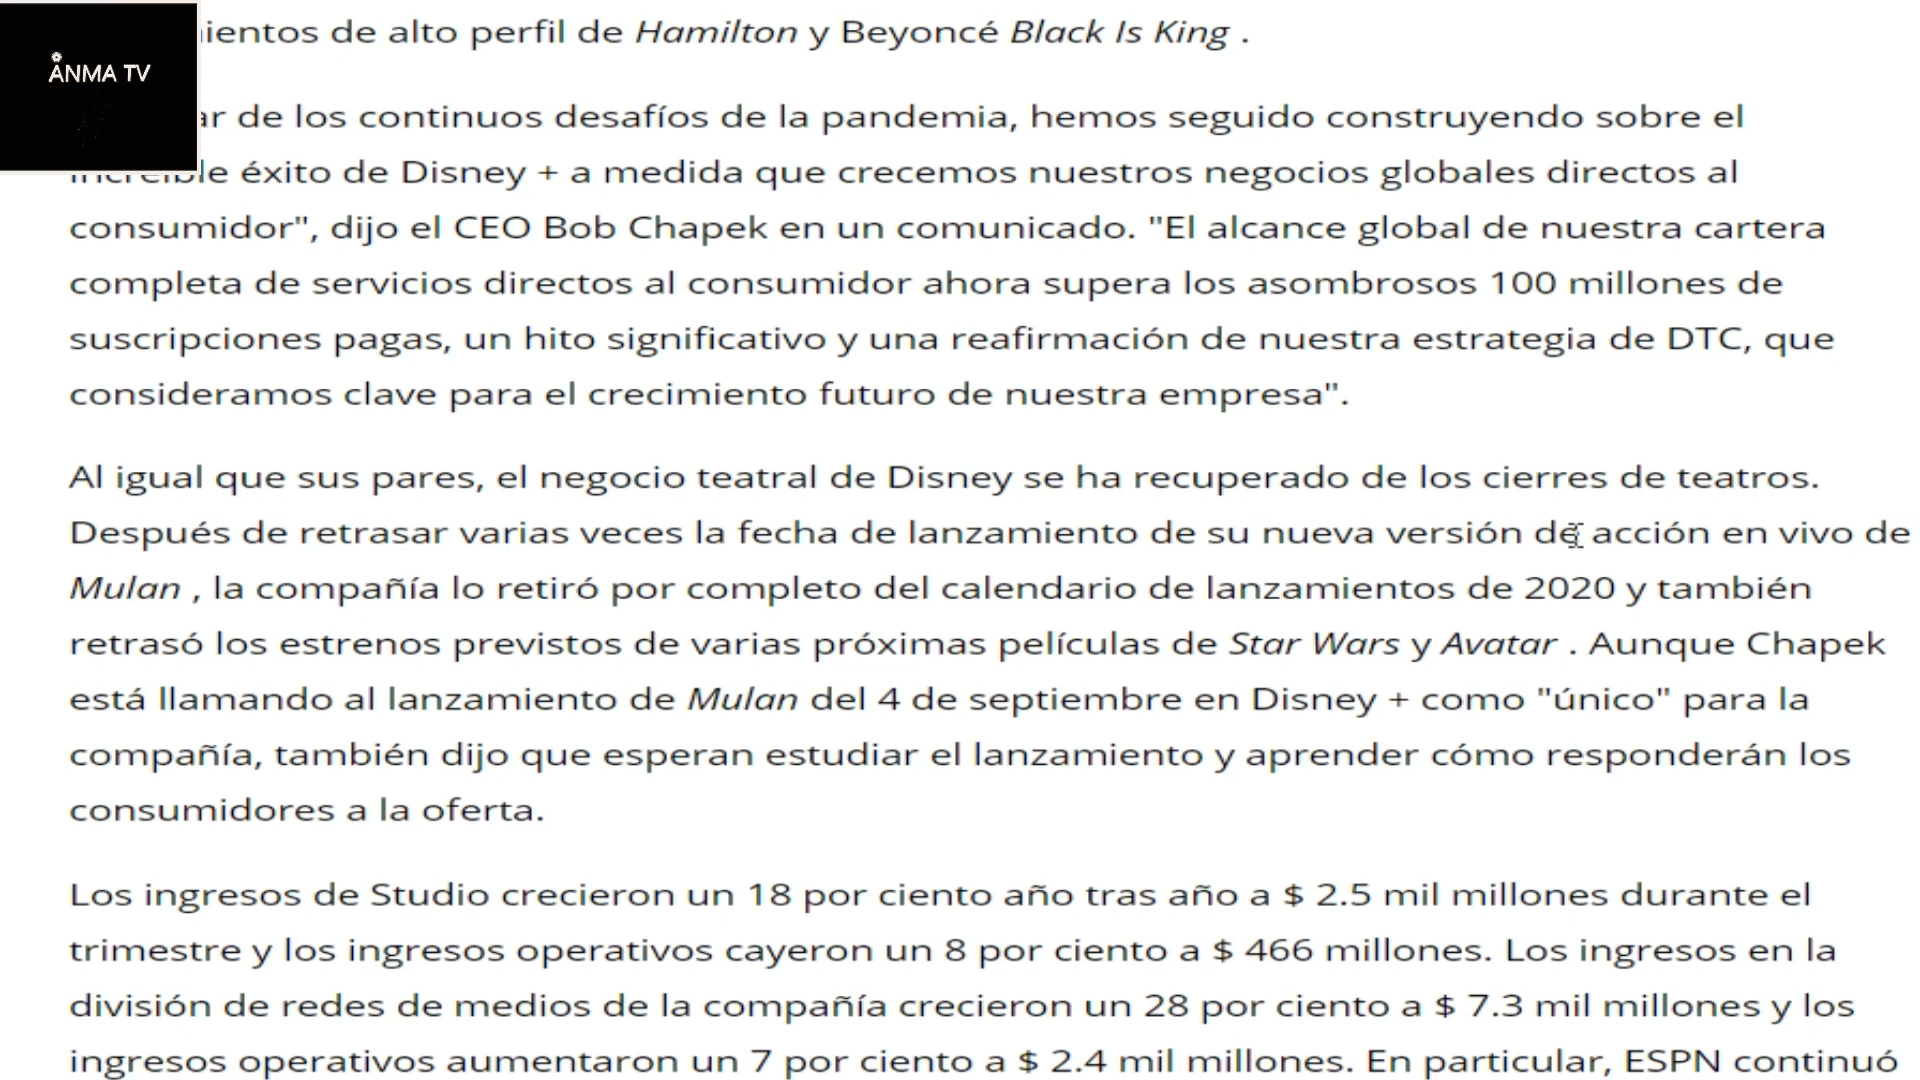 ÅNMA TV
ientos de alto perfil de Hamilton y Beyoncé Black Is King .
ar de los continuos desafíos de la pandemia, hemos seguido construyendo sobre el
increíble éxito de Disney + a medida que crecemos nuestros negocios globales directos al
consumidor", dijo el CEO Bob Chapek en un comunicado. "El alcance global de nuestra cartera
completa de servicios directos al consumidor ahora supera los asombrosos 100 millones de
suscripciones pagas, un hito significativo y una reafirmación de nuestra estrategia de DTC, que
consideramos clave para el crecimiento futuro de nuestra empresa".
Al igual que sus pares, el negocio teatral de Disney se ha recuperado de los cierres de teatros.
Después de retrasar varias veces la fecha de lanzamiento de su nueva versión de acción en vivo de
Mulan , la compañía lo retiró por completo del calendario de lanzamientos de 2020 y también
retrasó los estrenos previstos de varias próximas películas de Star Wars y Avatar . Aunque Chapek
está llamando al lanzamiento de Mulan del 4 de septiembre en Disney + como "único" para la
compañía, también dijo que esperan estudiar el lanzamiento y aprender cómo responderán los
consumidores a la oferta.
Los ingresos de Studio crecieron un 18 por ciento año tras año a $ 2.5 mil millones durante el
trimestre y los ingresos operativos cayeron un 8 por ciento a $ 466 millones. Los ingresos en la
división de redes de medios de la compañía crecieron un 28 por ciento a $ 7.3 mil millones y los
ingresos operativos aumentaron un 7 por ciento a $ 2.4 mil millones. En particular, ESPN continuó